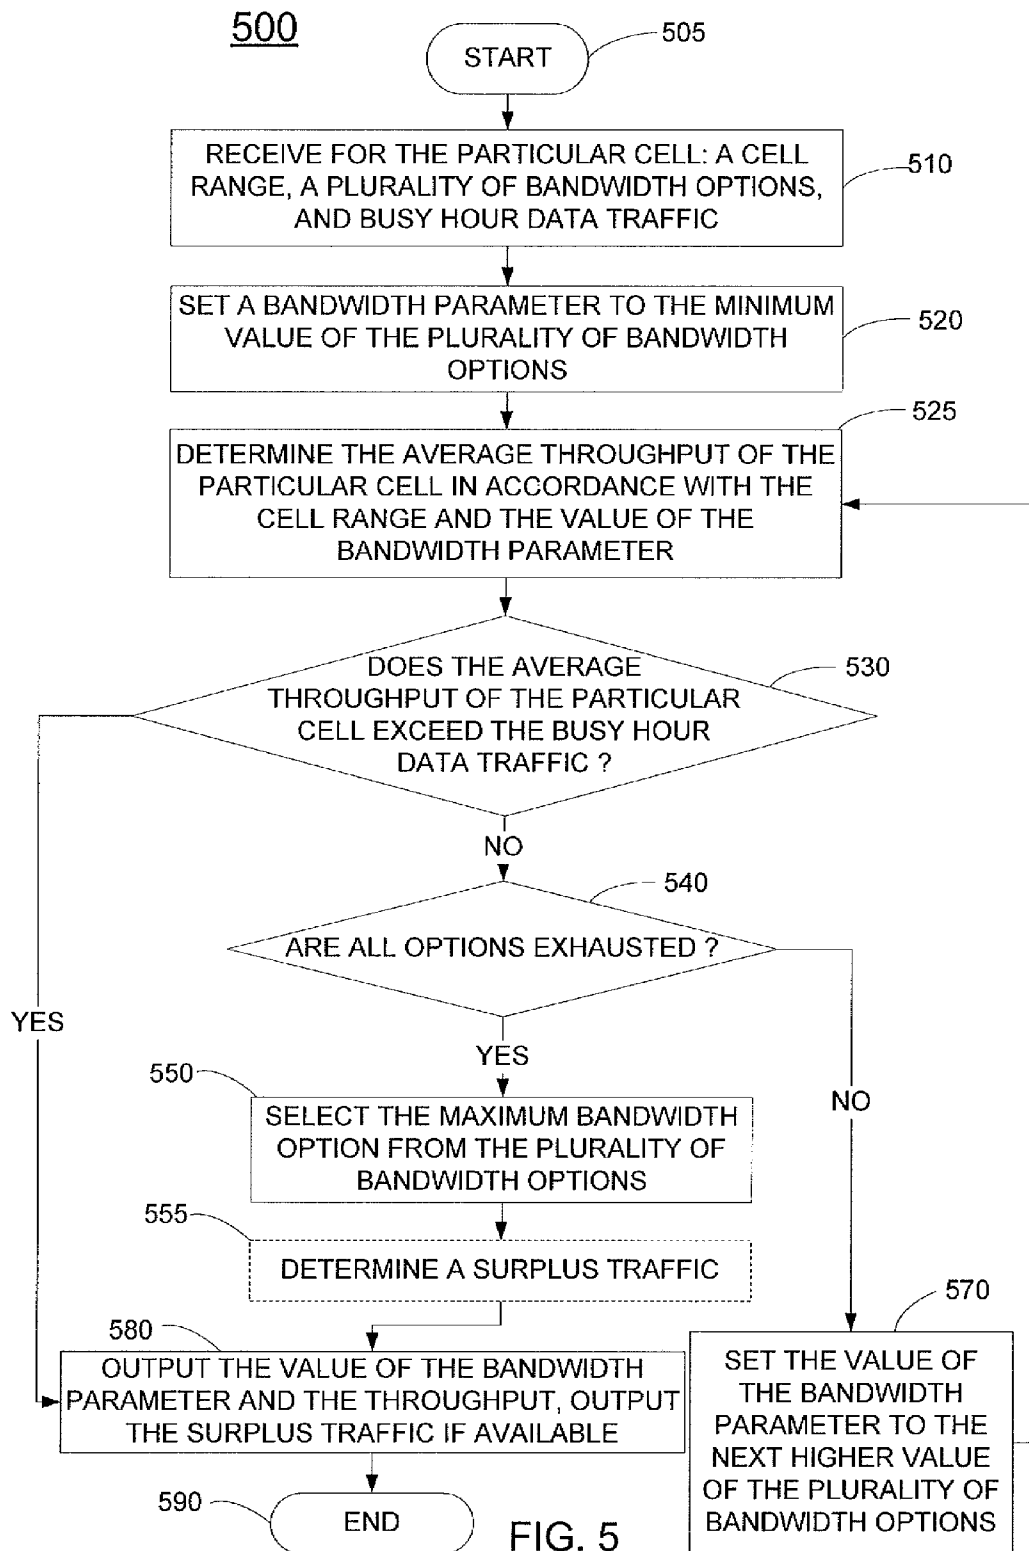 500
START
505
RECEIVE FOR THE PARTICULAR CELL: A CELL
RANGE, A PLURALITY OF BANDWIDTH OPTIONS,
AND BUSY HOUR DATA TRAFFIC
510
SET A BANDWIDTH PARAMETER TO THE MINIMUM
VALUE OF THE PLURALITY OF BANDWIDTH
OPTIONS
520
525
DETERMINE THE AVERAGE THROUGHPUT OF THE
PARTICULAR CELL IN ACCORDANCE WITH THE
CELL RANGE AND THE VALUE OF THE
BANDWIDTH PARAMETER
DOES THE AVERAGE
THROUGHPUT OF THE PARTICULAR
CELL EXCEED THE BUSY HOUR
DATA TRAFFIC ?
530
NO
540
ARE ALL OPTIONS EXHAUSTED ?
YES
YES
NO
550
SELECT THE MAXIMUM BANDWIDTH
OPTION FROM THE PLURALITY OF
BANDWIDTH OPTIONS
555
DETERMINE A SURPLUS TRAFFIC
580
OUTPUT THE VALUE OF THE BANDWIDTH
PARAMETER AND THE THROUGHPUT, OUTPUT
THE SURPLUS TRAFFIC IF AVAILABLE
570
SET THE VALUE OF
THE BANDWIDTH
PARAMETER TO THE
NEXT HIGHER VALUE
OF THE PLURALITY OF
BANDWIDTH OPTIONS
590
END
FIG. 5